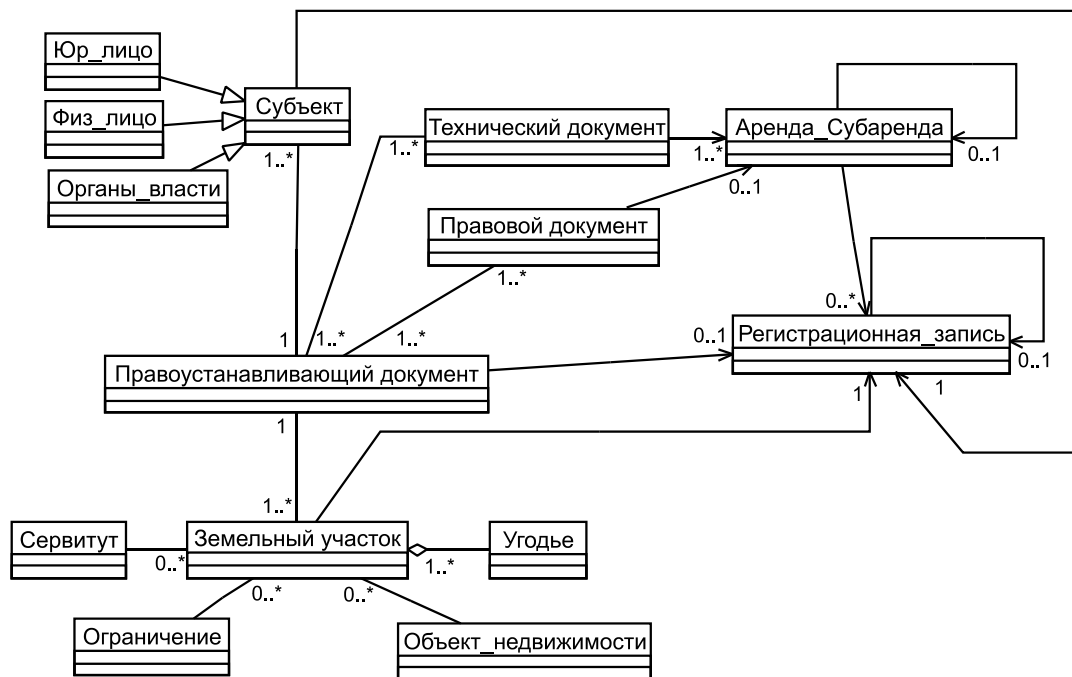 Юр_лицо
Физ_лицо
Органы_власти
Субъект
1..*
Технический документ
1..*
1..*
Аренда_Субаренда
0..1
0..1
Правовой документ
1..*
0..*
1..*
1..*
1
0..1
Регистрационная_запись
0..1
1
1
Правоустанавливающий документ
1
1..*
Сервитут
0..*
Земельный участок
1..*
Угодье
0..*
0..*
Ограничение
Объект_недвижимости